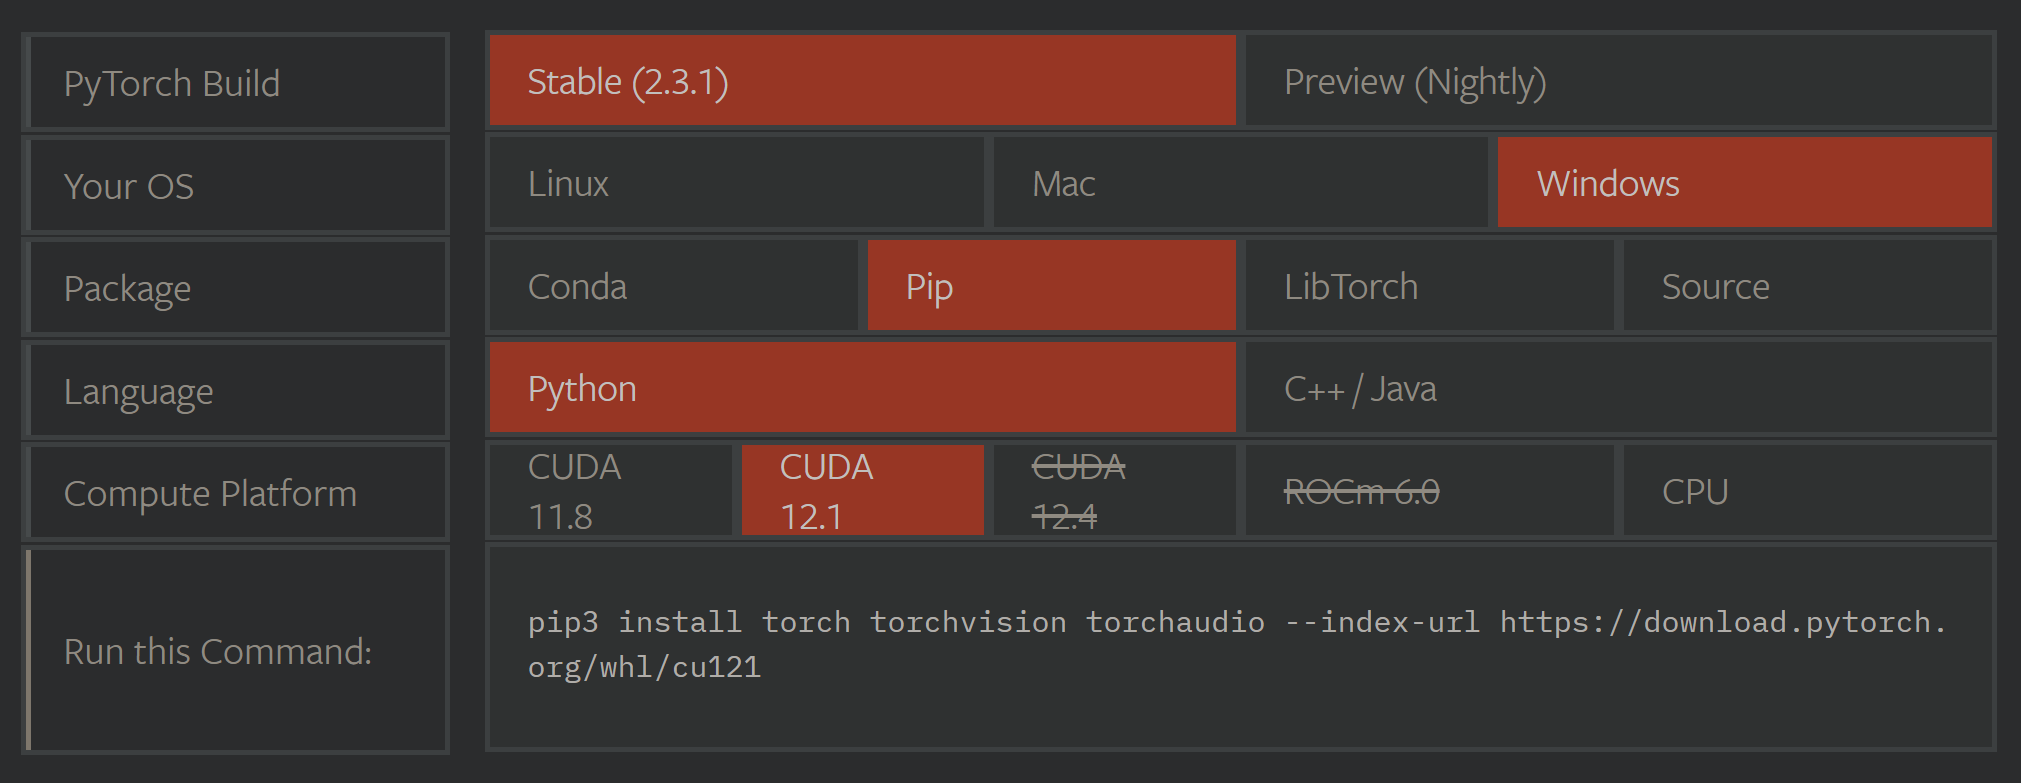 PyTorch Build
Stable (2.3.1)
Preview (Nightly)
Your OS
Linux
Mac
Windows
Package
Conda
Pip
LibTorch
Source
Language
Python
C++ / Java
Compute Platform
CUDA
11.8
CUDA
12.1
CUDA
12.4
ROCm 6.0
CPU
Run this Command:
pip3 install torch torchvision torchaudio --index-url https://download.pytorch.
org/whl/cu121